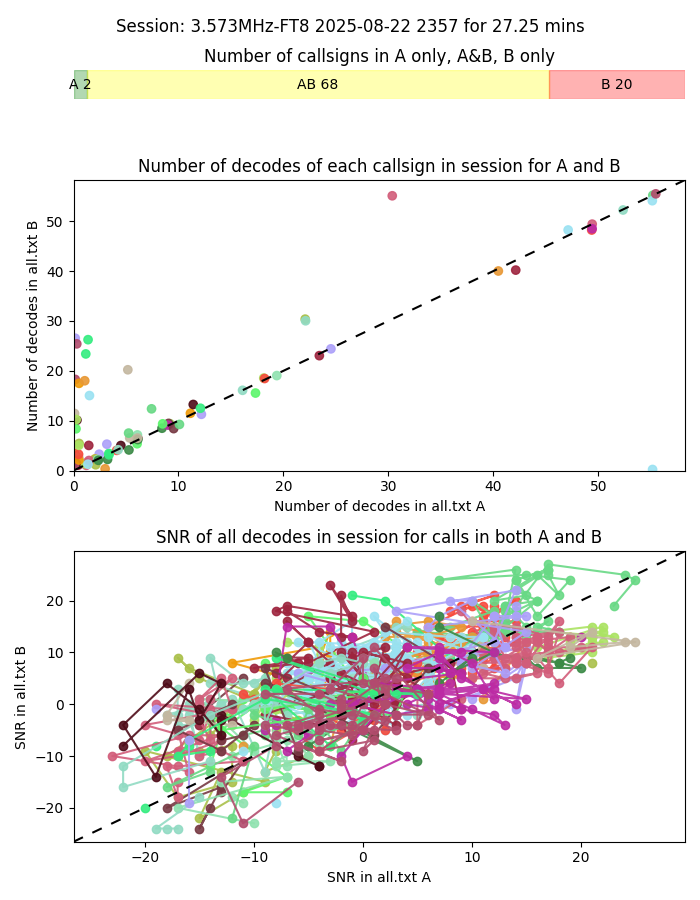 Session: 3.573MHz-FT8 2025-08-22 2357 for 27.25 mins
Number of callsigns in A only, A&B, B only
A 2 AB 68 B 20
Number of decodes of each callsign in session for A and B
Number of decodes in all.txt B
50
40
30
20
10
0
0 10 20 30 40 50
Number of decodes in all.txt A
SNR of all decodes in session for calls in both A and B
SNR in all.txt B
20
10
0
−10
−20
−20 −10 0 10 20
SNR in all.txt A